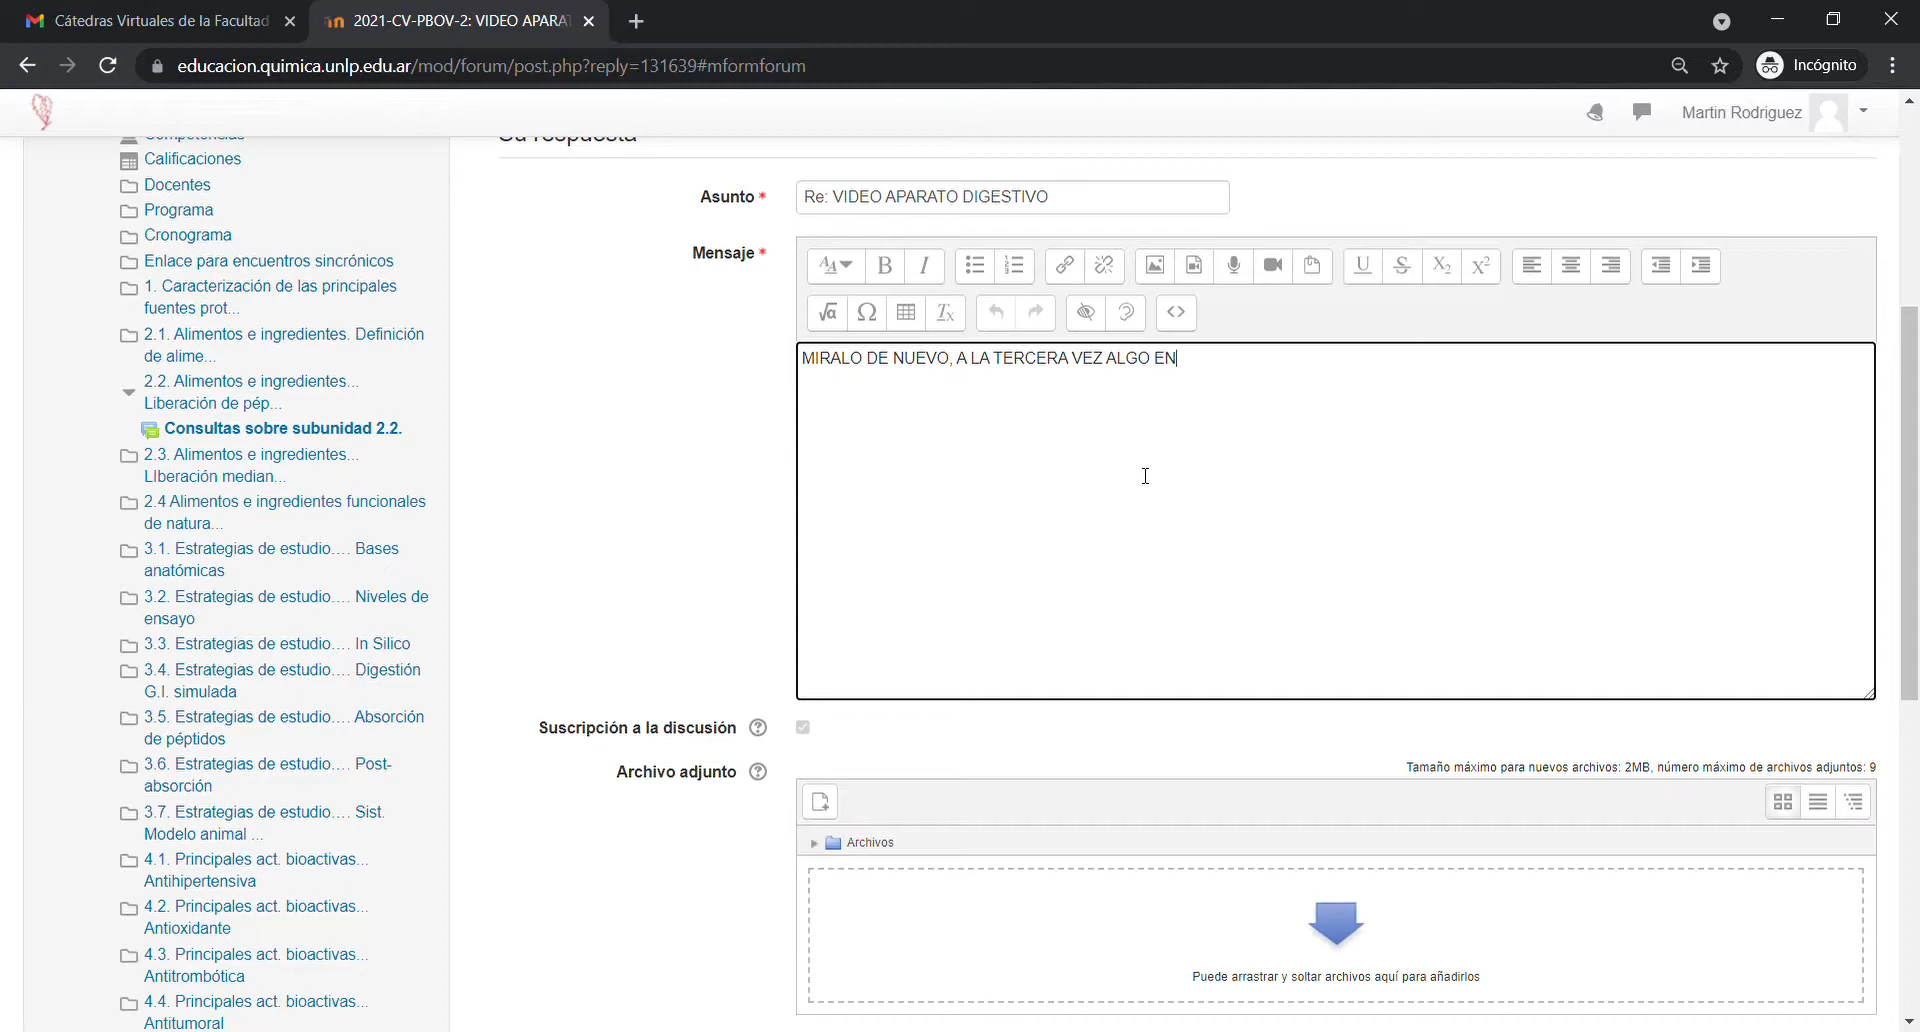 Cátedras Virtuales de la Facultad
2021-CV-PBOV-2: VIDEO APARAT
educacion.quimica.unlp.edu.ar/mod/forum/post.php?reply=131639#mformforum
Incógnito
Martin Rodriguez
Competencias
Calificaciones
Docentes
Programa
Cronograma
Enlace para encuentros sincrónicos
1. Caracterización de las principales
fuentes prot...
2.1. Alimentos e ingredientes. Definición
de alime...
2.2. Alimentos e ingredientes...
Liberación de pép...
Consultas sobre subunidad 2.2.
2.3. Alimentos e ingredientes...
LIberación median...
2.4 Alimentos e ingredientes funcionales
de natura...
3.1. Estrategias de estudio.... Bases
anatómicas
3.2. Estrategias de estudio.... Niveles de
ensayo
3.3. Estrategias de estudio.... In Silico
3.4. Estrategias de estudio.... Digestión
G.I. simulada
3.5. Estrategias de estudio.... Absorción
de péptidos
3.6. Estrategias de estudio.... Post-
absorción
3.7. Estrategias de estudio.... Sist.
Modelo animal ...
4.1. Principales act. bioactivas...
Antihipertensiva
4.2. Principales act. bioactivas...
Antioxidante
4.3. Principales act. bioactivas...
Antitrombótica
4.4. Principales act. bioactivas...
Antitumoral
Su respuesta
Asunto *
Re: VIDEO APARATO DIGESTIVO
Mensaje *
MIRALO DE NUEVO, A LA TERCERA VEZ ALGO EN
Suscripción a la discusión
Archivo adjunto
Tamaño máximo para nuevos archivos: 2MB, número máximo de archivos adjuntos: 9
Archivos
Puede arrastrar y soltar archivos aquí para añadirlos